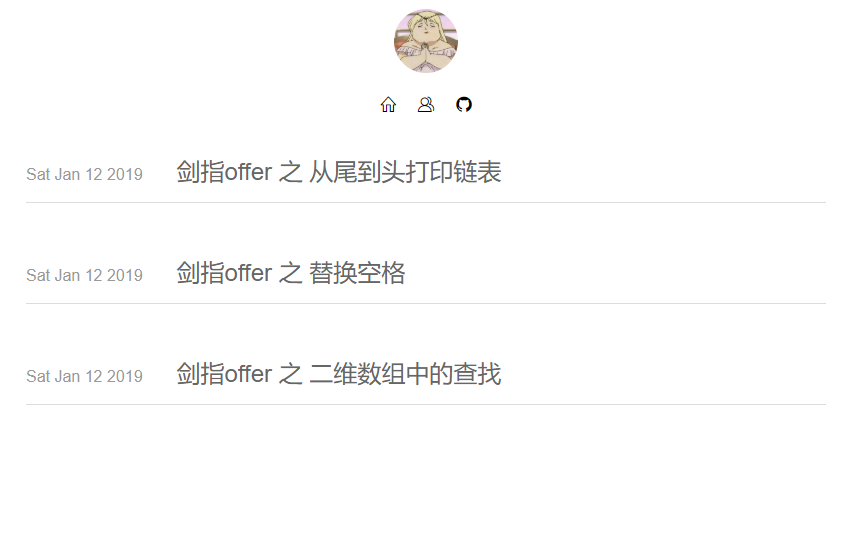 Sat Jan 12 2019 剑指offer 之 从尾到头打印链表
Sat Jan 12 2019 剑指offer 之 替换空格
Sat Jan 12 2019 剑指offer 之 二维数组中的查找